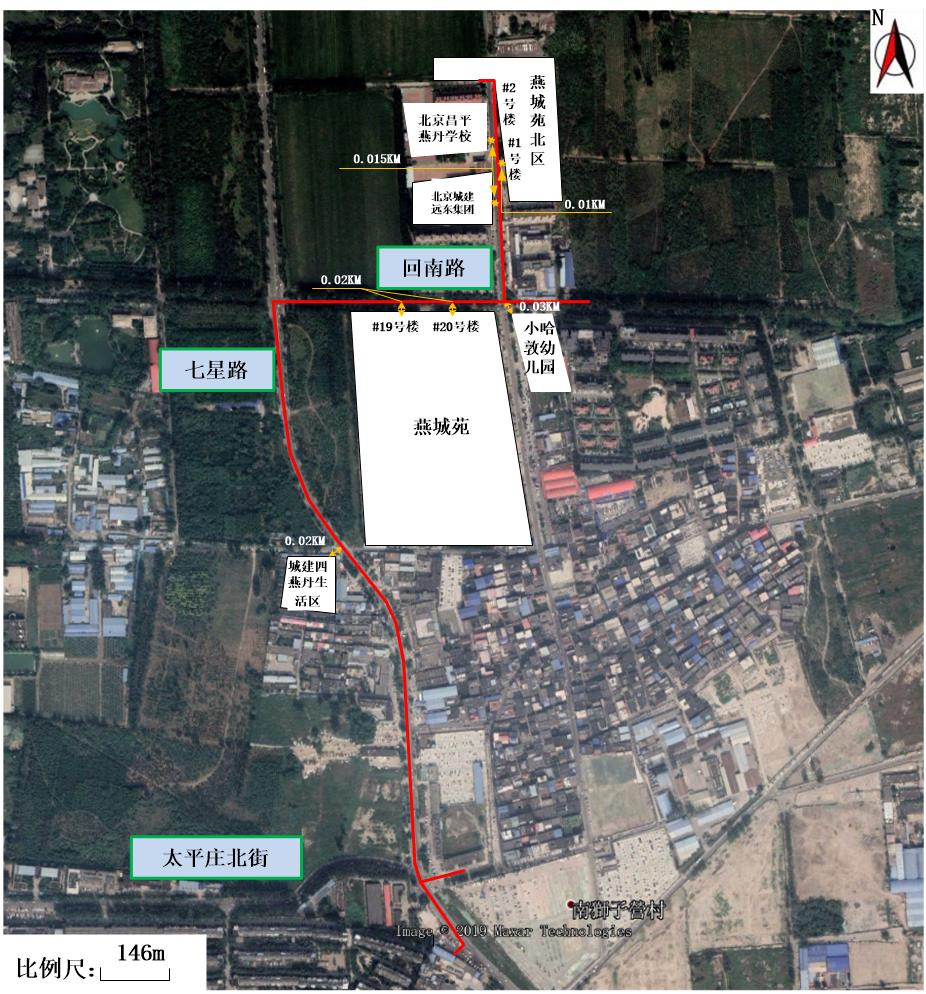 N
燕城苑北区
#2号楼
#1号楼
北京昌平
燕丹学校
0.015KM
北京城建
远东集团
0.01KM
回南路
0.02KM
0.03KM
#19号楼
#20号楼
小哈
敦幼
儿园
七星路
燕城苑
0.02KM
城建四
燕丹生
活区
太平庄北街
南獅子營村
Image © 2019 Maxar Technologies
比例尺：
146m